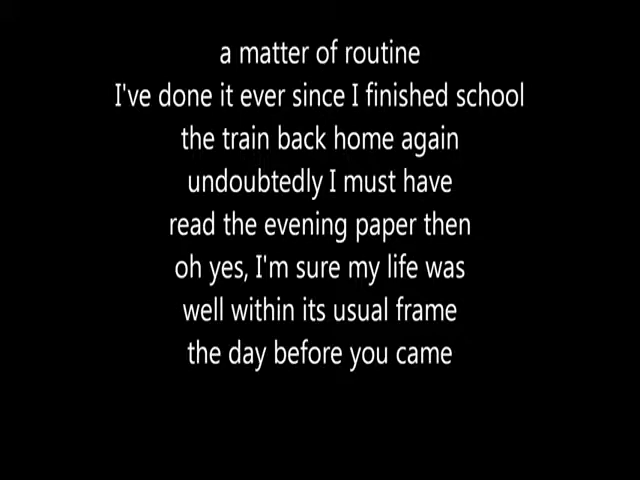 a matter of routine
I've done it ever since I finished school
the train back home again
undoubtedly I must have
read the evening paper then
oh yes, I'm sure my life was
well within its usual frame
the day before you came